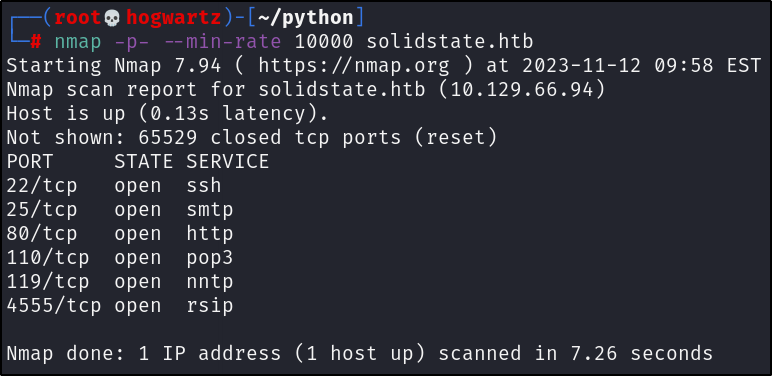 ┌──(root💀hogwartz)-[~/python]
└─# nmap -p- --min-rate 10000 solidstate.htb
Starting Nmap 7.94 ( https://nmap.org ) at 2023-11-12 09:58 EST
Nmap scan report for solidstate.htb (10.129.66.94)
Host is up (0.13s latency).
Not shown: 65529 closed tcp ports (reset)
PORT     STATE SERVICE
22/tcp   open  ssh
25/tcp   open  smtp
80/tcp   open  http
110/tcp  open  pop3
119/tcp  open  nntp
4555/tcp open  rsip
Nmap done: 1 IP address (1 host up) scanned in 7.26 seconds